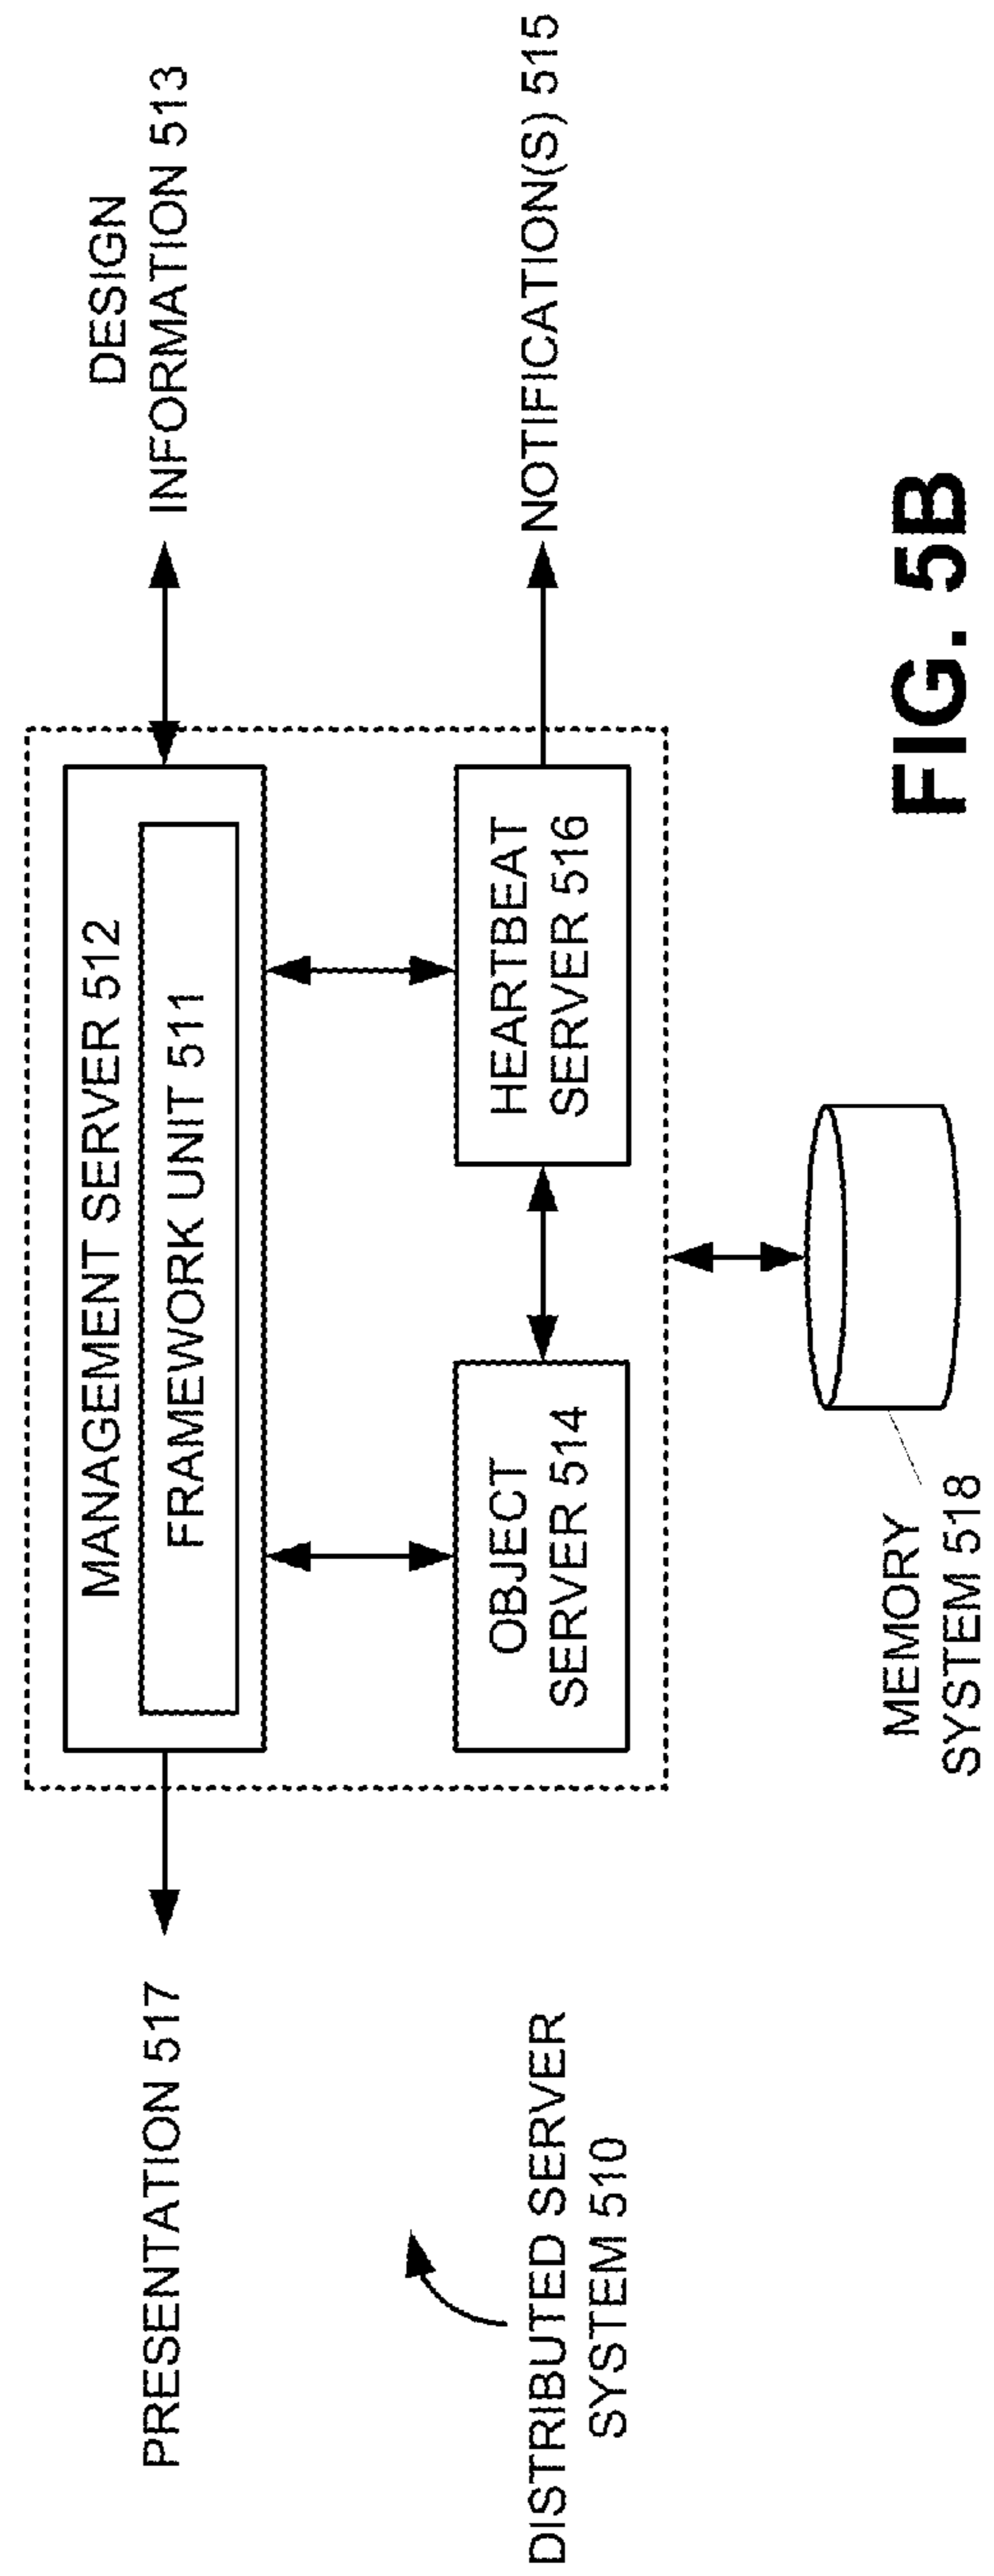 DESIGN
INFORMATION 513
PRESENTATION 517
MANAGEMENT SERVER 512
FRAMEWORK UNIT 511
OBJECT
SERVER 514
HEARTBEAT
SERVER 516
NOTIFICATION(S) 515
DISTRIBUTED SERVER
SYSTEM 510
MEMORY
SYSTEM 518
FIG. 5B